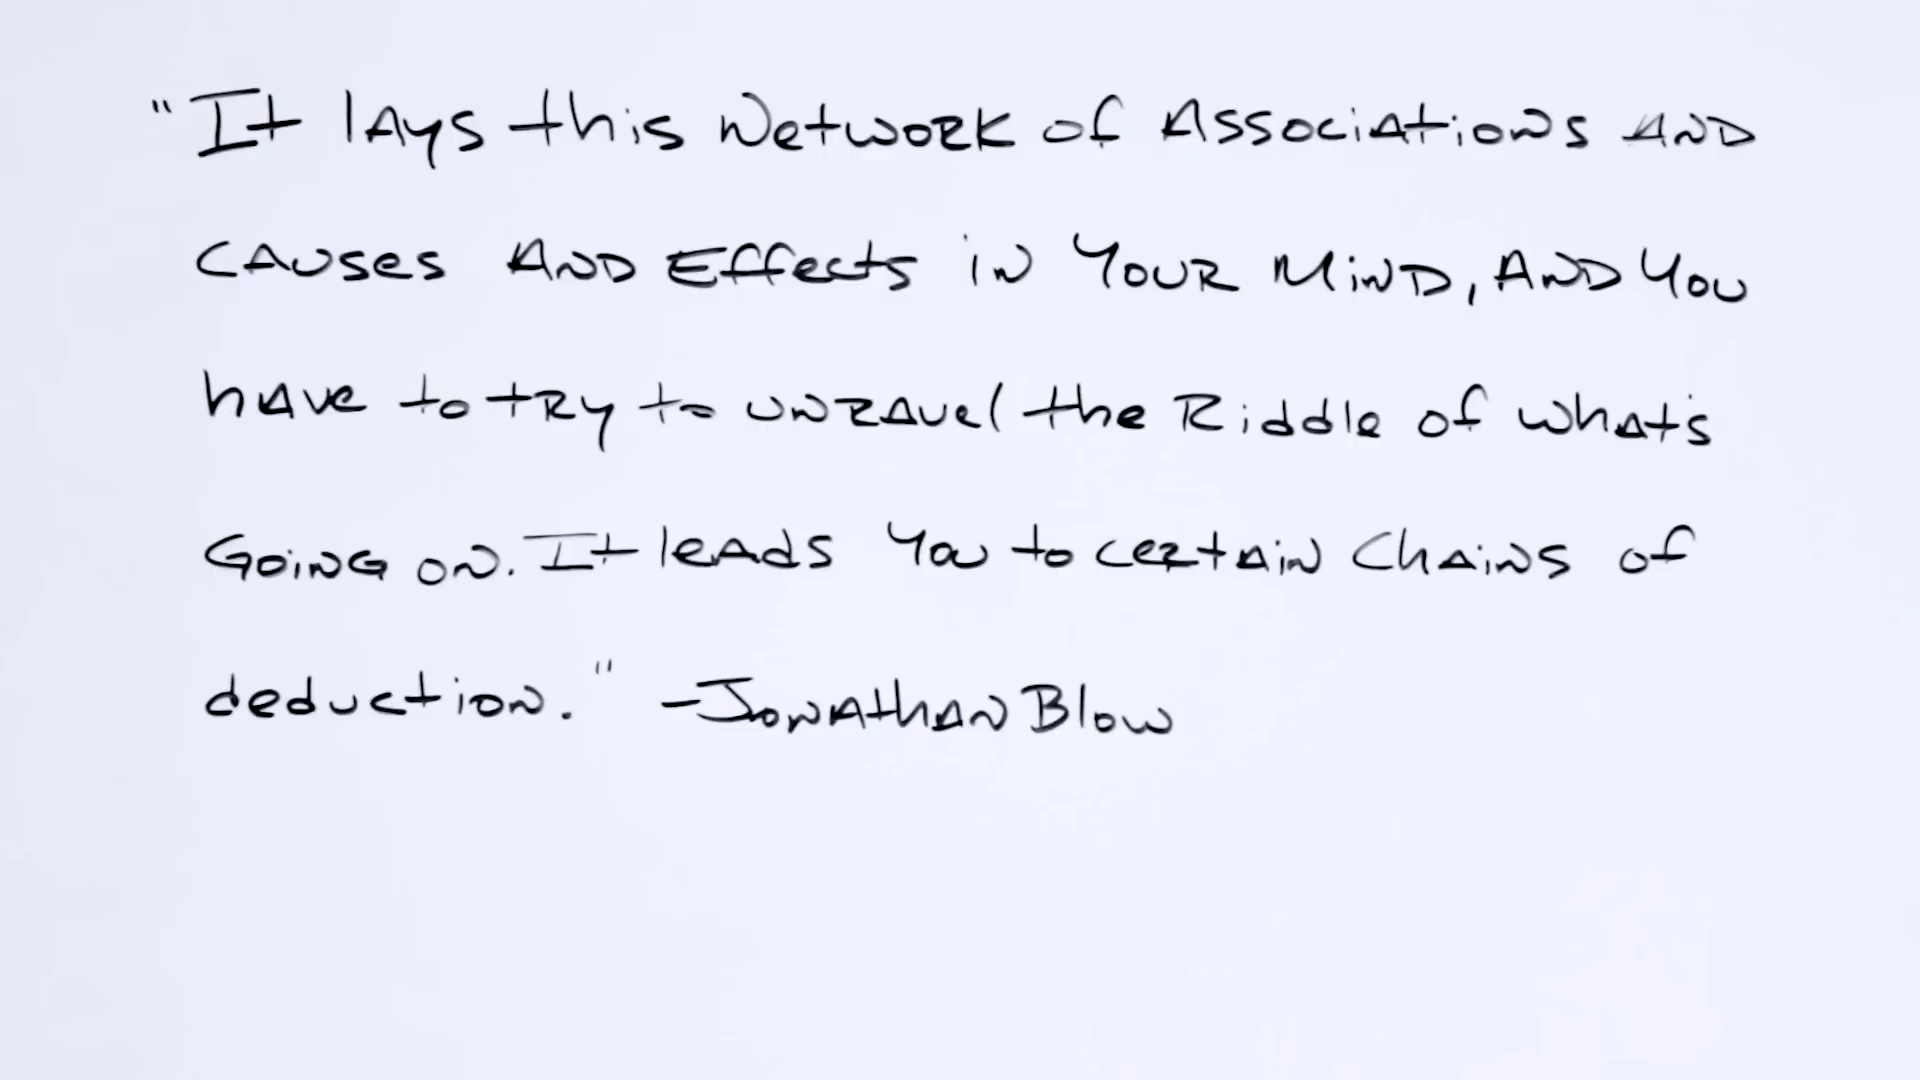 "It lays this Network of Associations AND
CAUSES AND Effects in YOUR MIND, AND YOU
have to TRY to UNRAVel the Riddle of what's
GOING ON. It leads You to certain Chains of
deduction." -JONAthAN Blow